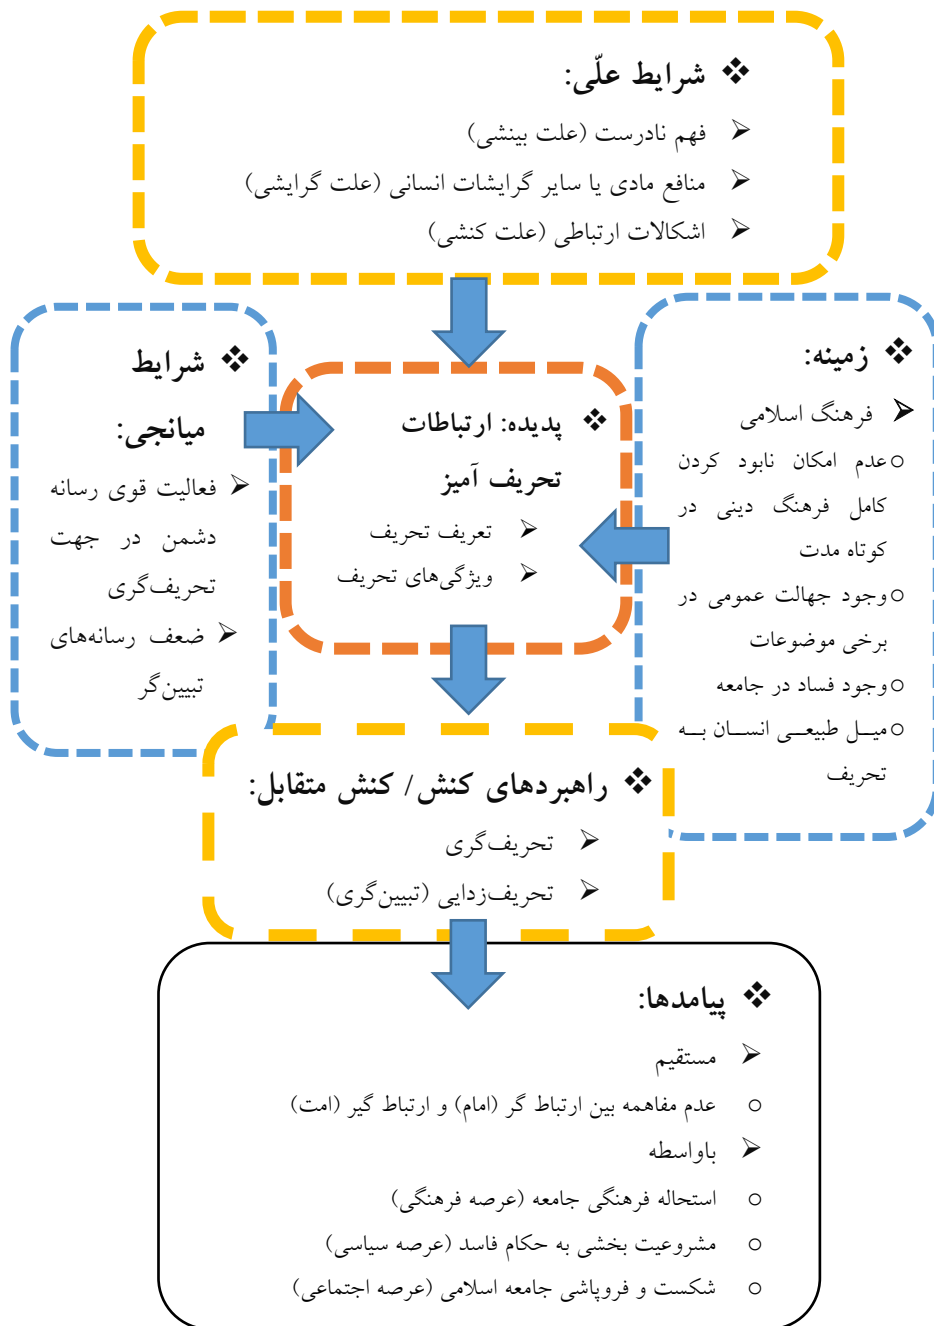 ❖ شرایط علّی:
➢ فهم نادرست (علت بینشی)
➢ منافع مادی یا سایر گرایشات انسانی (علت گرایشی)
➢ اشکالات ارتباطی (علت کنشی)
❖ زمینه:
➢ فرهنگ اسلامی
o عدم امکان نابود کردن
کامل فرهنگ دینی در
کوتاه مدت
o وجود جهالت عمومی در
برخی موضوعات
o وجود فساد در جامعه
o میل طبیعی انسان به
تحریف
❖ پدیده: ارتباطات
تحریف آمیز
➢ تعریف تحریف
➢ ویژگی‌های تحریف
❖ شرایط
میانجی:
➢ فعالیت قوی رسانه
دشمن در جهت
تحریف‌گری
➢ ضعف رسانه‌های
تبیین‌گر
❖ راهبردهای کنش/ کنش متقابل:
➢ تحریف‌گری
➢ تحریف‌زدایی (تبیین‌گری)
❖ پیامدها:
➢ مستقیم
o عدم مفاهمه بین ارتباط گر (امام) و ارتباط گیر (امت)
➢ باواسطه
o استحاله فرهنگی جامعه (عرصه فرهنگی)
o مشروعیت بخشی به حکام فاسد (عرصه سیاسی)
o شکست و فروپاشی جامعه اسلامی (عرصه اجتماعی)